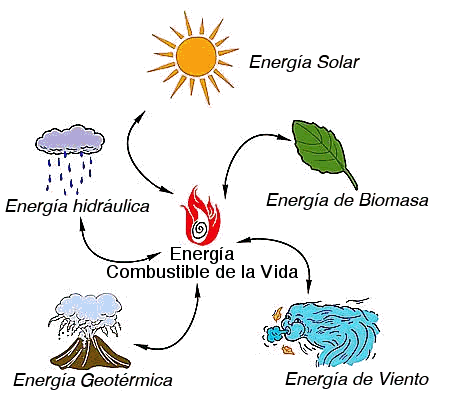 Energía Solar
Energía de Biomasa
Energía hidráulica
Energía
Combustible de la Vida
Energía Geotérmica
Energía de Viento